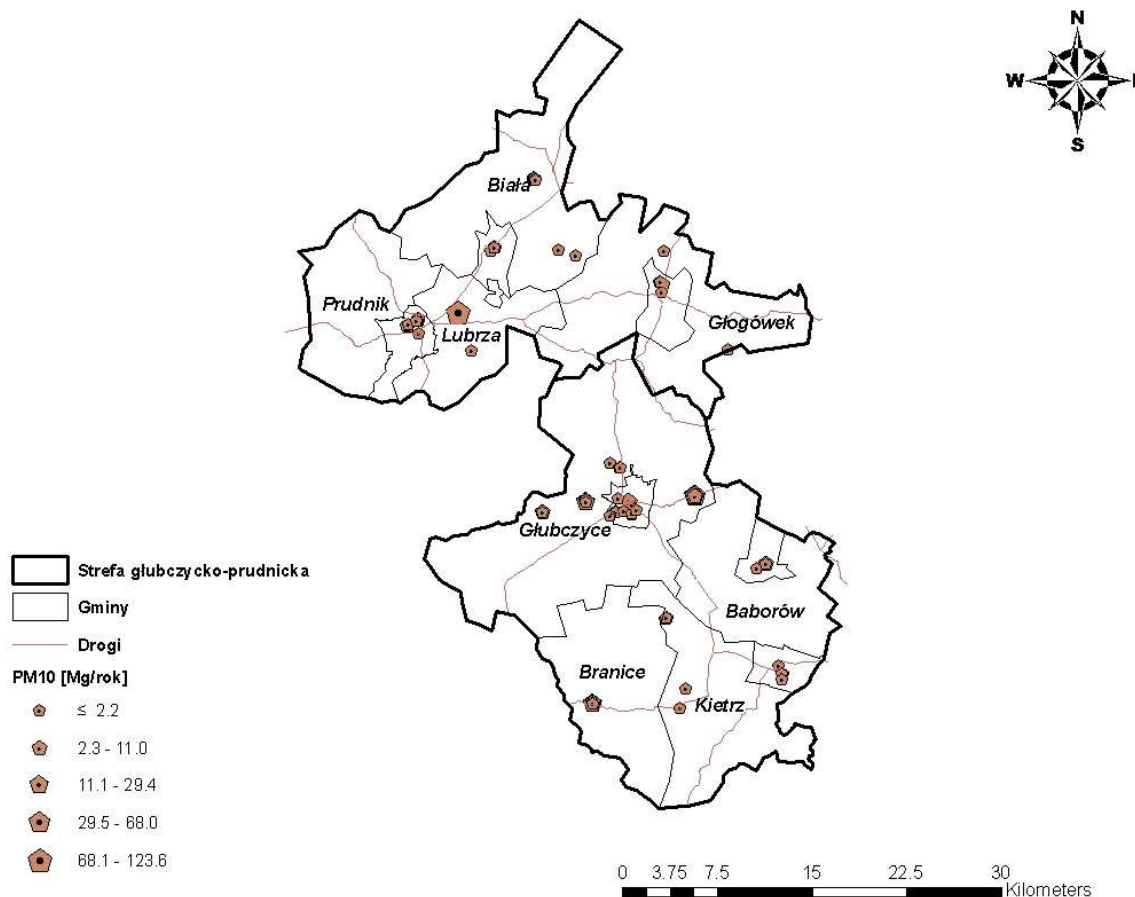 N
W
S
Biała
Prudnik
Lubrza
Głogówek
Głubczyce
Baborów
Branice
Kietrz
Strefa głubczycko-prudnicka
Gminy
Drogi
PM10 [Mg/rok]
≤ 2.2
2.3 - 11.0
11.1 - 29.4
29.5 - 68.0
68.1 - 123.6
0 3.75 7.5 15 22.5 30
Kilometers